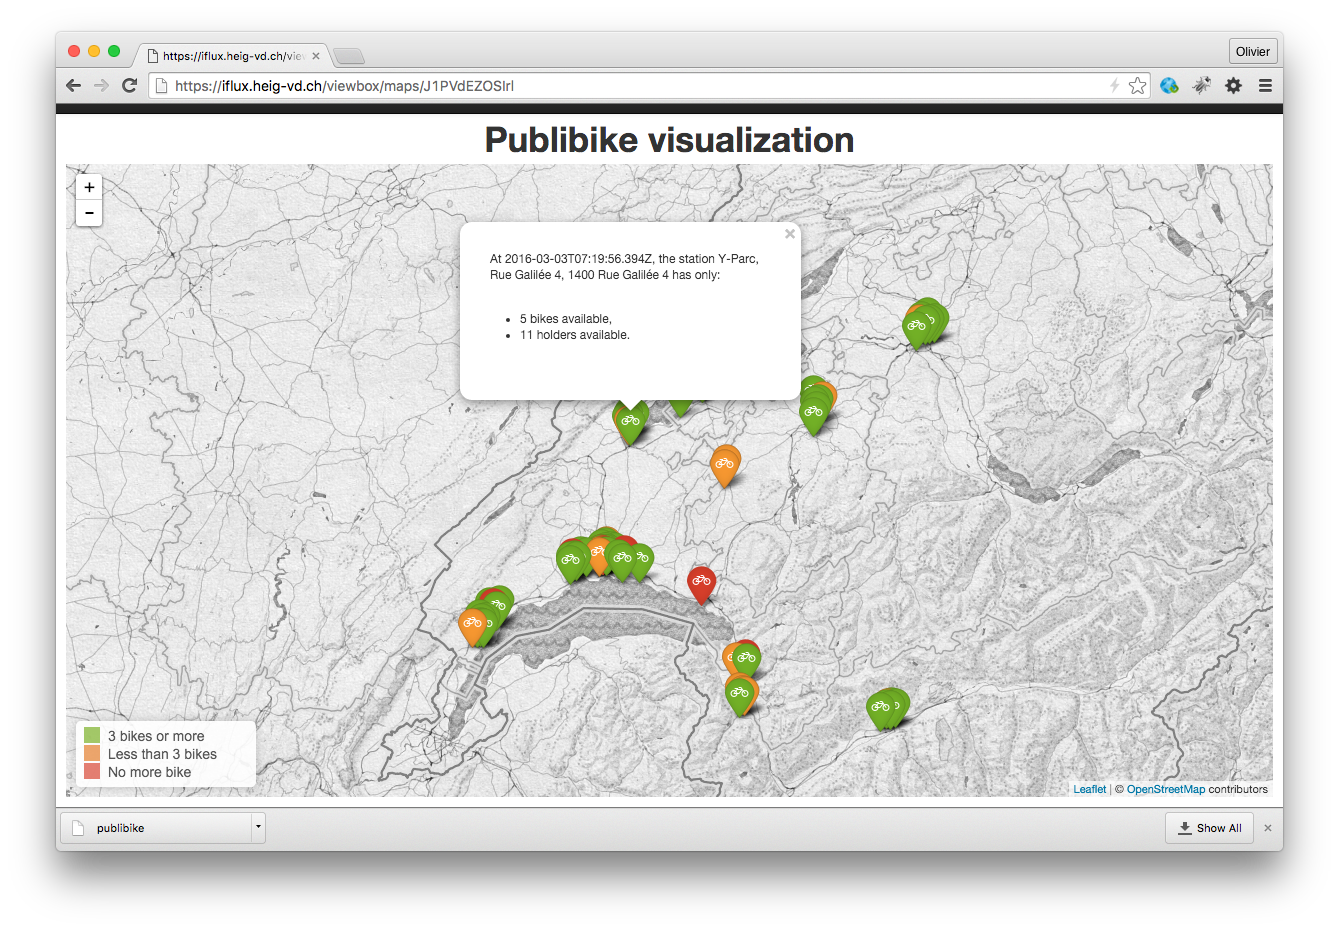 https://iflux.heig-vd.ch/vie
Olivier
https://iflux.heig-vd.ch/viewbox/maps/J1PVdEZOSIrl
Publibike visualization
+
-
At 2016-03-03T07:19:56.394Z, the station Y-Parc,
Rue Galilée 4, 1400 Rue Galilée 4 has only:
• 5 bikes available,
• 11 holders available.
3 bikes or more
Less than 3 bikes
No more bike
Leaflet | © OpenStreetMap contributors
publibike
Show All